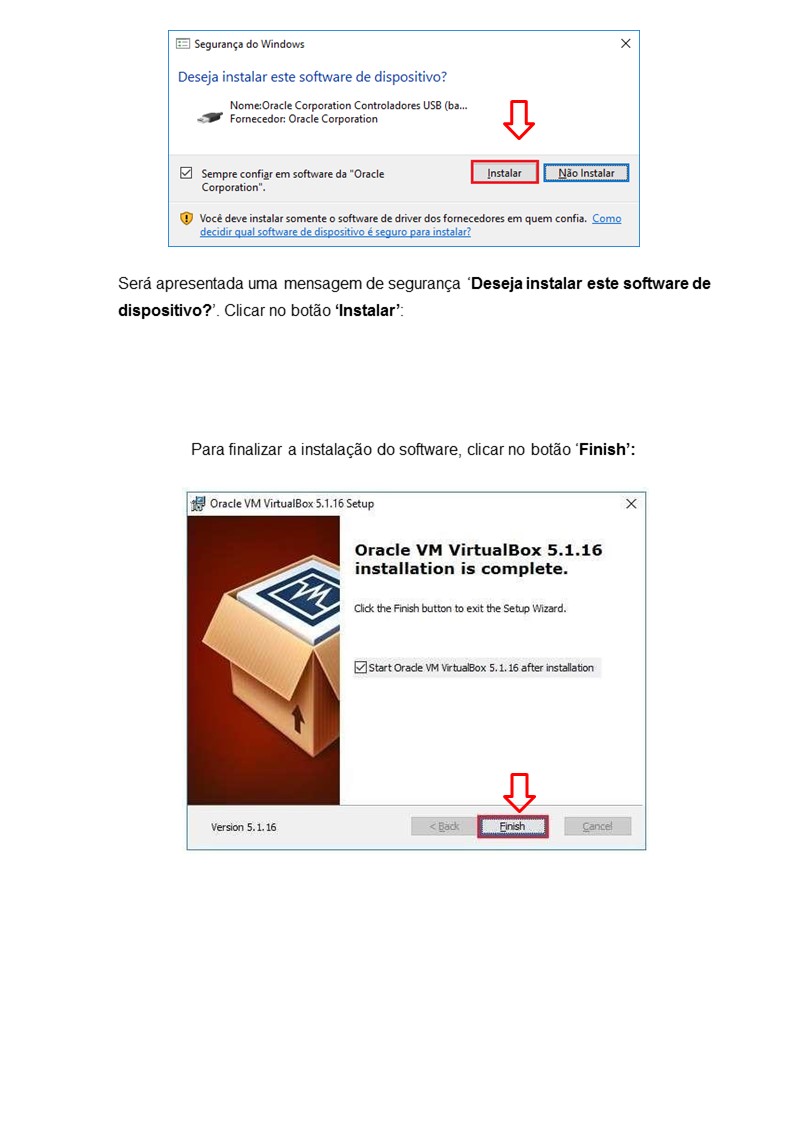 Segurança do Windows
Deseja instalar este software de dispositivo?
Nome:Oracle Corporation Controladores USB (ba...
Fornecedor: Oracle Corporation
Sempre confiar em software da "Oracle
Corporation".
Instalar
Não Instalar
Você deve instalar somente o software de driver dos fornecedores em quem confia. Como
decidir qual software de dispositivo é seguro para instalar?
Será apresentada uma mensagem de segurança ‘Deseja instalar este software de
dispositivo?’. Clicar no botão ‘Instalar’:
Para finalizar a instalação do software, clicar no botão ‘Finish’:
Oracle VM VirtualBox 5.1.16 Setup
Oracle VM VirtualBox 5.1.16
installation is complete.
Click the Finish button to exit the Setup Wizard.
Start Oracle VM VirtualBox 5.1.16 after installation
Version 5.1.16
< Back
Finish
Cancel